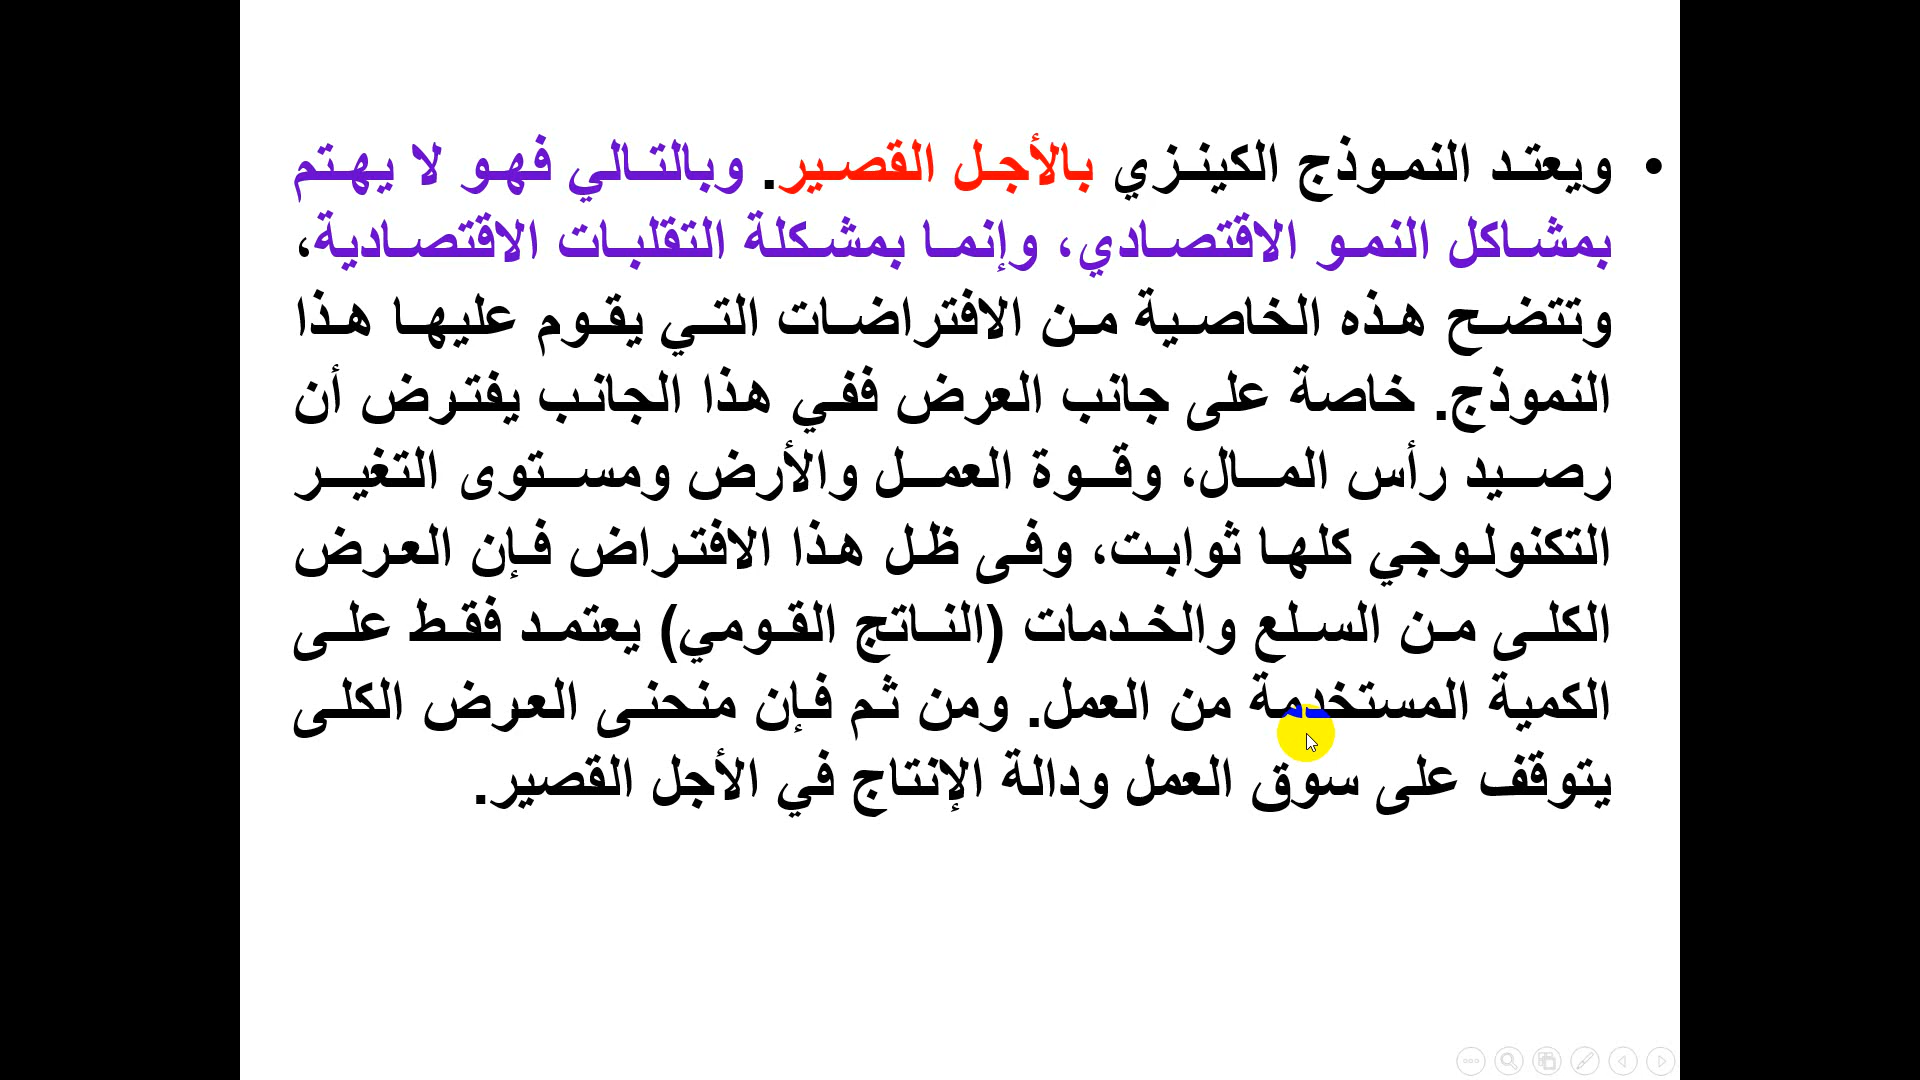 • ويعتد النموذج الكينزي بالأجل القصير. وبالتالي فهو لا يهتم
بمشاكل النمو الاقتصادي، وإنما بمشكلة التقلبات الاقتصادية،
وتتضح هذه الخاصية من الافتراضات التي يقوم عليها هذا
النموذج. خاصة على جانب العرض ففي هذا الجانب يفترض أن
رصيد رأس المال، وقوة العمل والأرض ومستوى التغير
التكنولوجي كلها ثوابت، وفى ظل هذا الافتراض فإن العرض
الكلى من السلع والخدمات (الناتج القومي) يعتمد فقط على
الكمية المستخدمة من العمل. ومن ثم فإن منحنى العرض الكلى
يتوقف على سوق العمل ودالة الإنتاج في الأجل القصير.